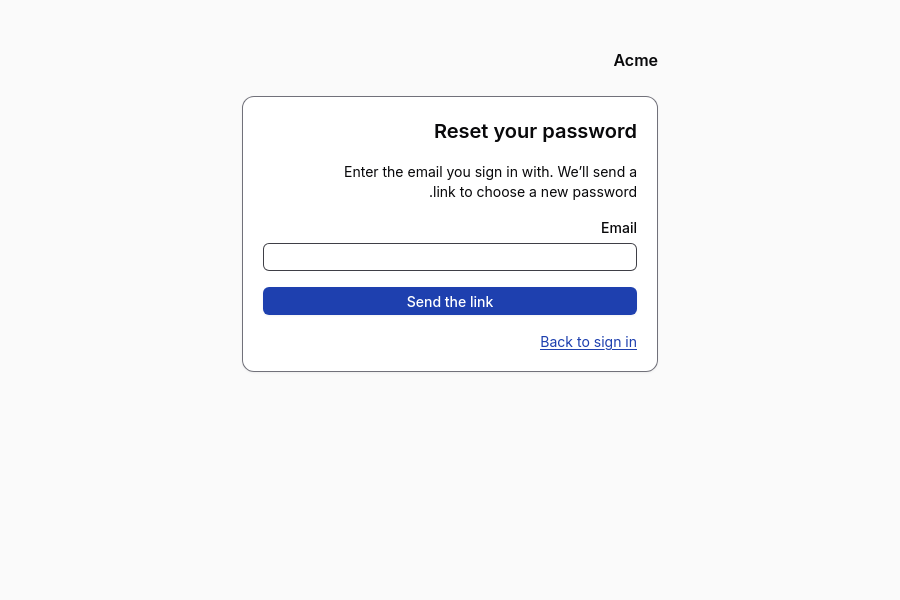 Acme
Reset your password
Enter the email you sign in with. We’ll send a
.link to choose a new password
Email
Send the link
Back to sign in